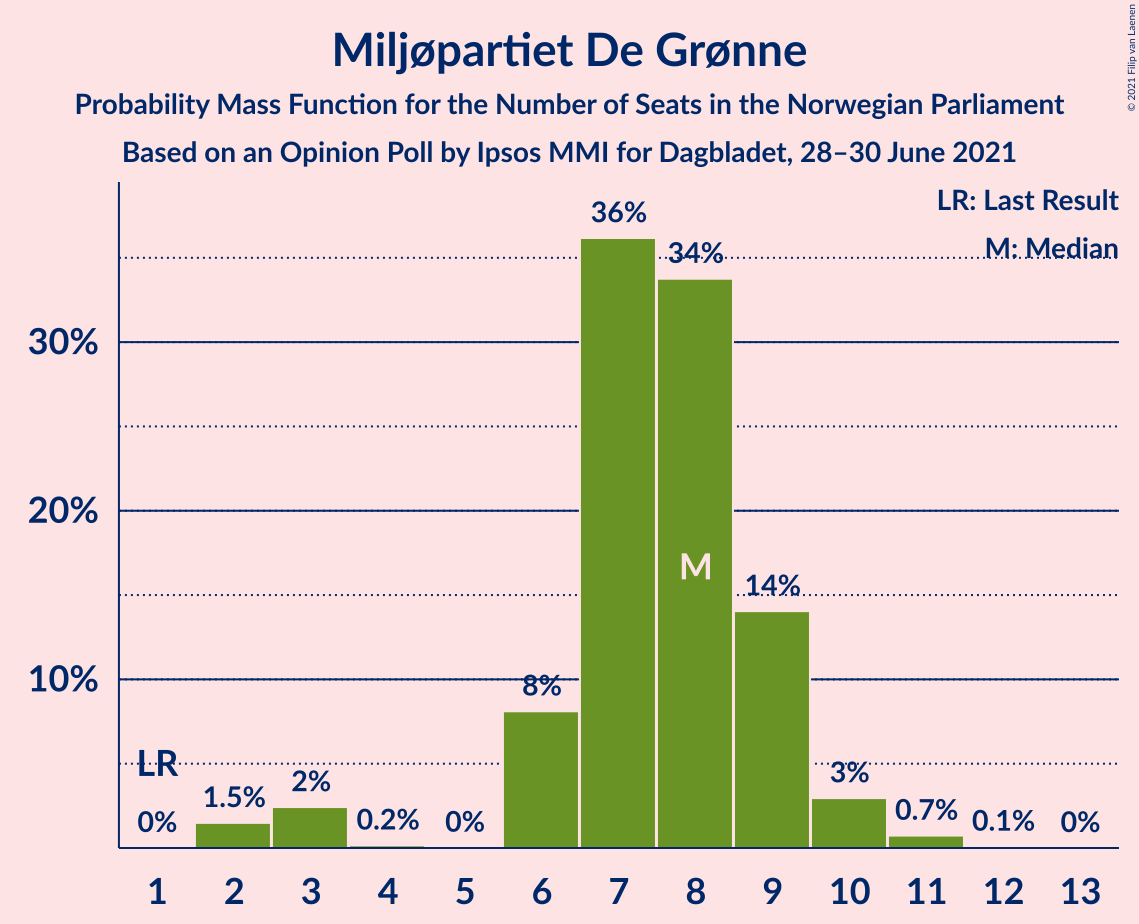 © 2021 Filip van Laenen
Miljøpartiet De Grønne
Probability Mass Function for the Number of Seats in the Norwegian Parliament
Based on an Opinion Poll by Ipsos MMI for Dagbladet, 28–30 June 2021
LR: Last Result
M: Median
36%
34%
30%
20%
M
14%
10%
8%
LR
0%
1.5%
2%
0.2%
0%
3%
0.7%
0.1%
0%
1 2 3 4 5 6 7 8 9 10 11 12 13